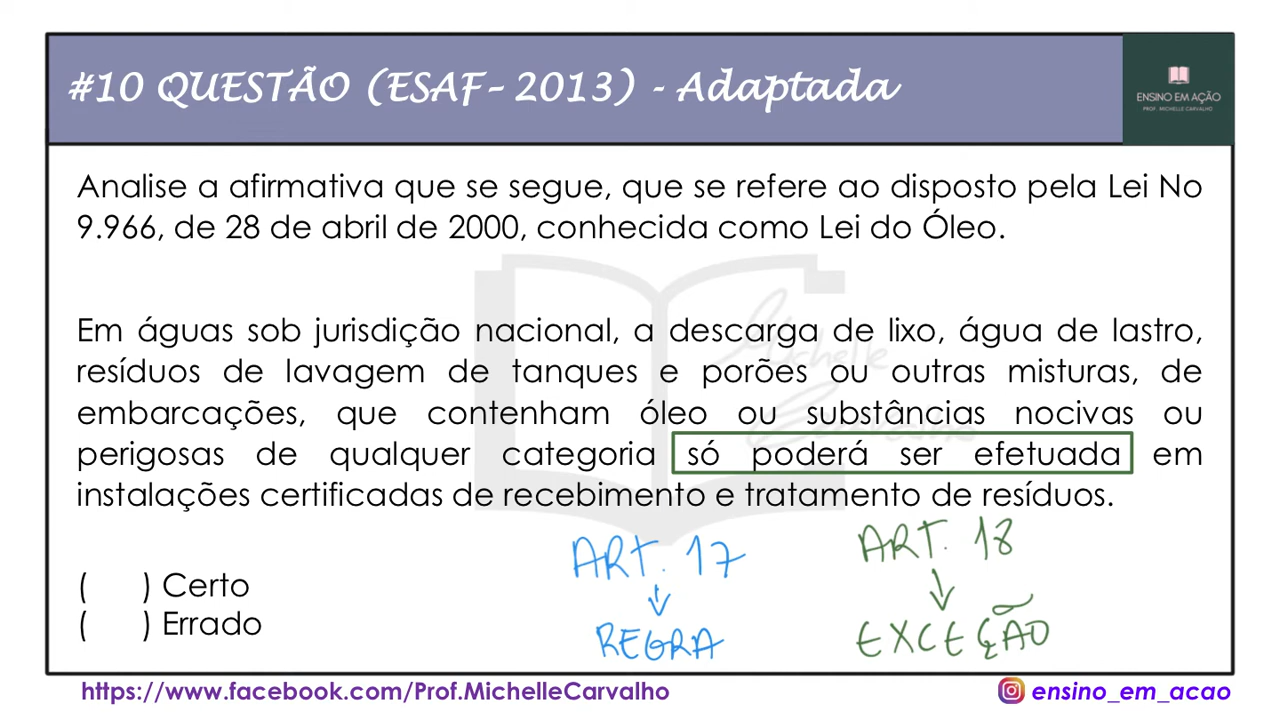 #10 QUESTÃO (ESAF- 2013) - Adaptada
ENSINO EM AÇÃO
PROF. MICHELLE CARVALHO
Analise a afirmativa que se segue, que se refere ao disposto pela Lei No
9.966, de 28 de abril de 2000, conhecida como Lei do Óleo.
Em águas sob jurisdição nacional, a descarga de lixo, água de lastro,
resíduos de lavagem de tanques e porões ou outras misturas, de
embarcações, que contenham óleo ou substâncias nocivas ou
perigosas de qualquer categoria só poderá ser efetuada em
instalações certificadas de recebimento e tratamento de resíduos.
ART. 17
ART. 18
( ) Certo
( ) Errado
REGRA
EXCEÇÃO
Michelle
Carvalho
https://www.facebook.com/Prof.MichelleCarvalho
ensino_em_acao